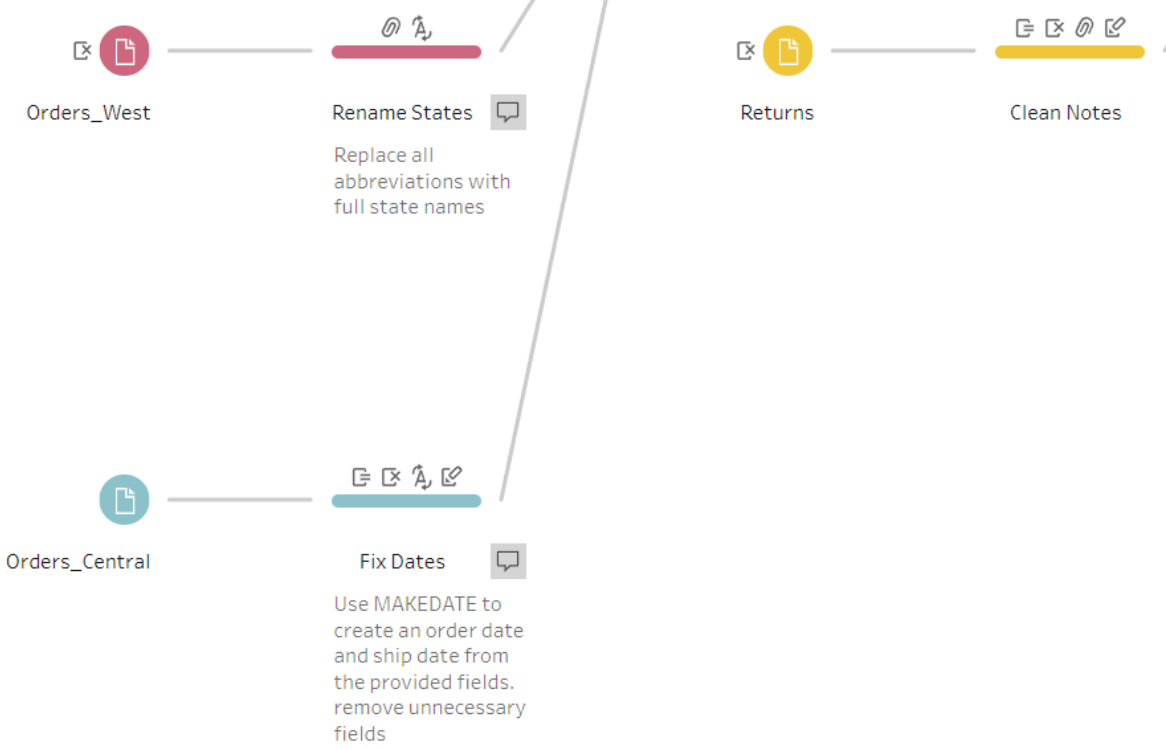 Orders_West
Rename States
Replace all
abbreviations with
full state names
Returns
Clean Notes
Orders_Central
Fix Dates
Use MAKEDATE to
create an order date
and ship date from
the provided fields.
remove unnecessary
fields